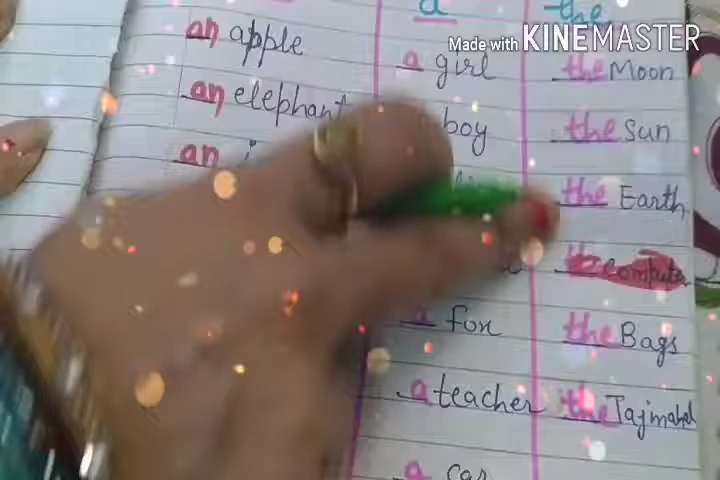 a the
Made with KINEMASTER
an apple
a girl
the Moon
an elephant
boy
the Sun
an
the Earth
the computer
a fox
the Bags
a teacher
the Tajmahal
a car